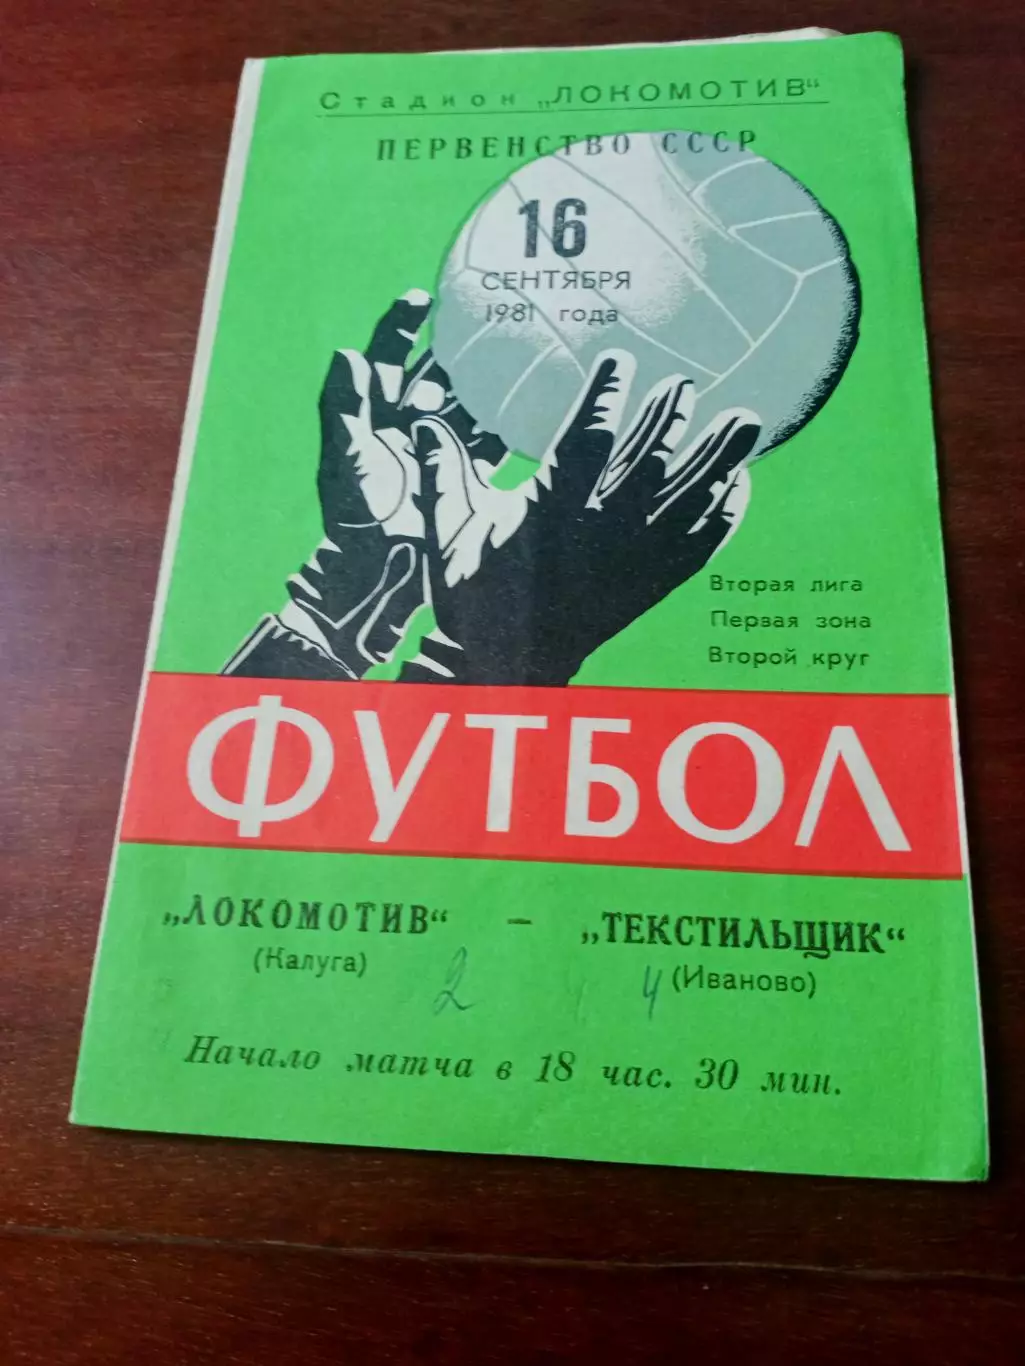 Стадион „ЛОКОМОТИВ“
ПЕРВЕНСТВО СССР
16
СЕНТЯБРЯ
1981 года
Вторая лига
Первая зона
Второй круг
ФУТБОЛ
„ЛОКОМОТИВ“ — „ТЕКСТИЛЬЩИК“
(Калуга) 2 4 (Иваново)
Начало матча в 18 час. 30 мин.